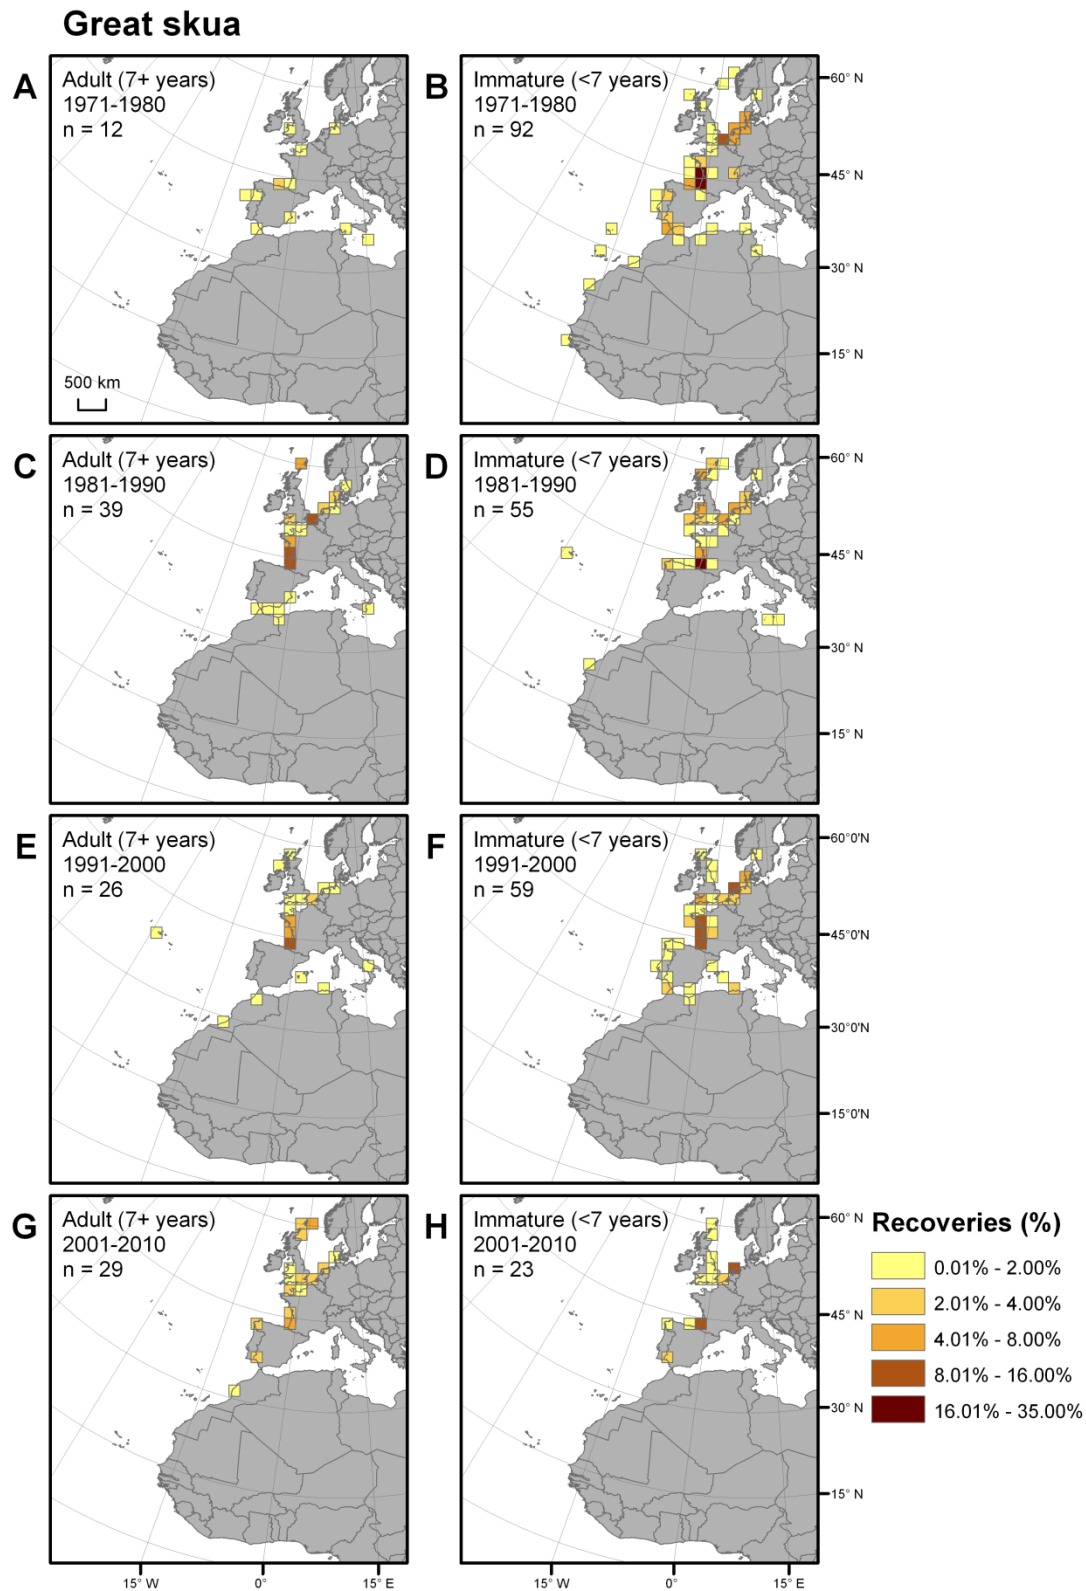 Great skua
A
Adult (7+ years)
1971-1980
n = 12
500 km
B
Immature (<7 years)
1971-1980
n = 92
60° N
45° N
30° N
15° N
C
Adult (7+ years)
1981-1990
n = 39
D
Immature (<7 years)
1981-1990
n = 55
60° N
45° N
30° N
15° N
E
Adult (7+ years)
1991-2000
n = 26
F
Immature (<7 years)
1991-2000
n = 59
60°0'N
45°0'N
30°0'N
15°0'N
G
Adult (7+ years)
2001-2010
n = 29
H
Immature (<7 years)
2001-2010
n = 23
60° N
45° N
30° N
15° N
Recoveries (%)
0.01% - 2.00%
2.01% - 4.00%
4.01% - 8.00%
8.01% - 16.00%
16.01% - 35.00%
15° W 0° 15° E
15° W 0° 15° E